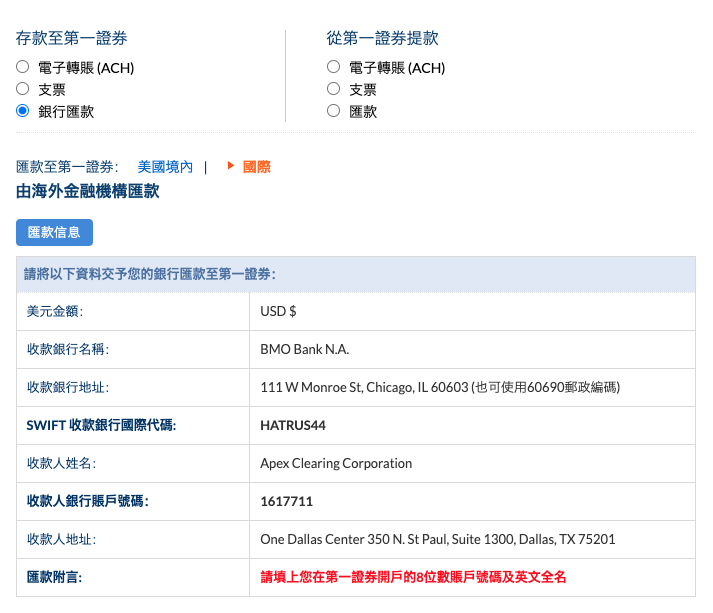 存款至第一證券
從第一證券提款
電子轉賬 (ACH)
電子轉賬 (ACH)
支票
支票
銀行匯款
匯款
匯款至第一證券： 美國境內 | 國際
由海外金融機構匯款
匯款信息
請將以下資料交予您的銀行匯款至第一證券：
美元金額： USD $
收款銀行名稱： BMO Bank N.A.
收款銀行地址： 111 W Monroe St, Chicago, IL 60603 (也可使用60690郵政編碼)
SWIFT 收款銀行國際代碼: HATRUS44
收款人姓名： Apex Clearing Corporation
收款人銀行賬戶號碼： 1617711
收款人地址： One Dallas Center 350 N. St Paul, Suite 1300, Dallas, TX 75201
匯款附言: 請填上您在第一證券開戶的8位數賬戶號碼及英文全名